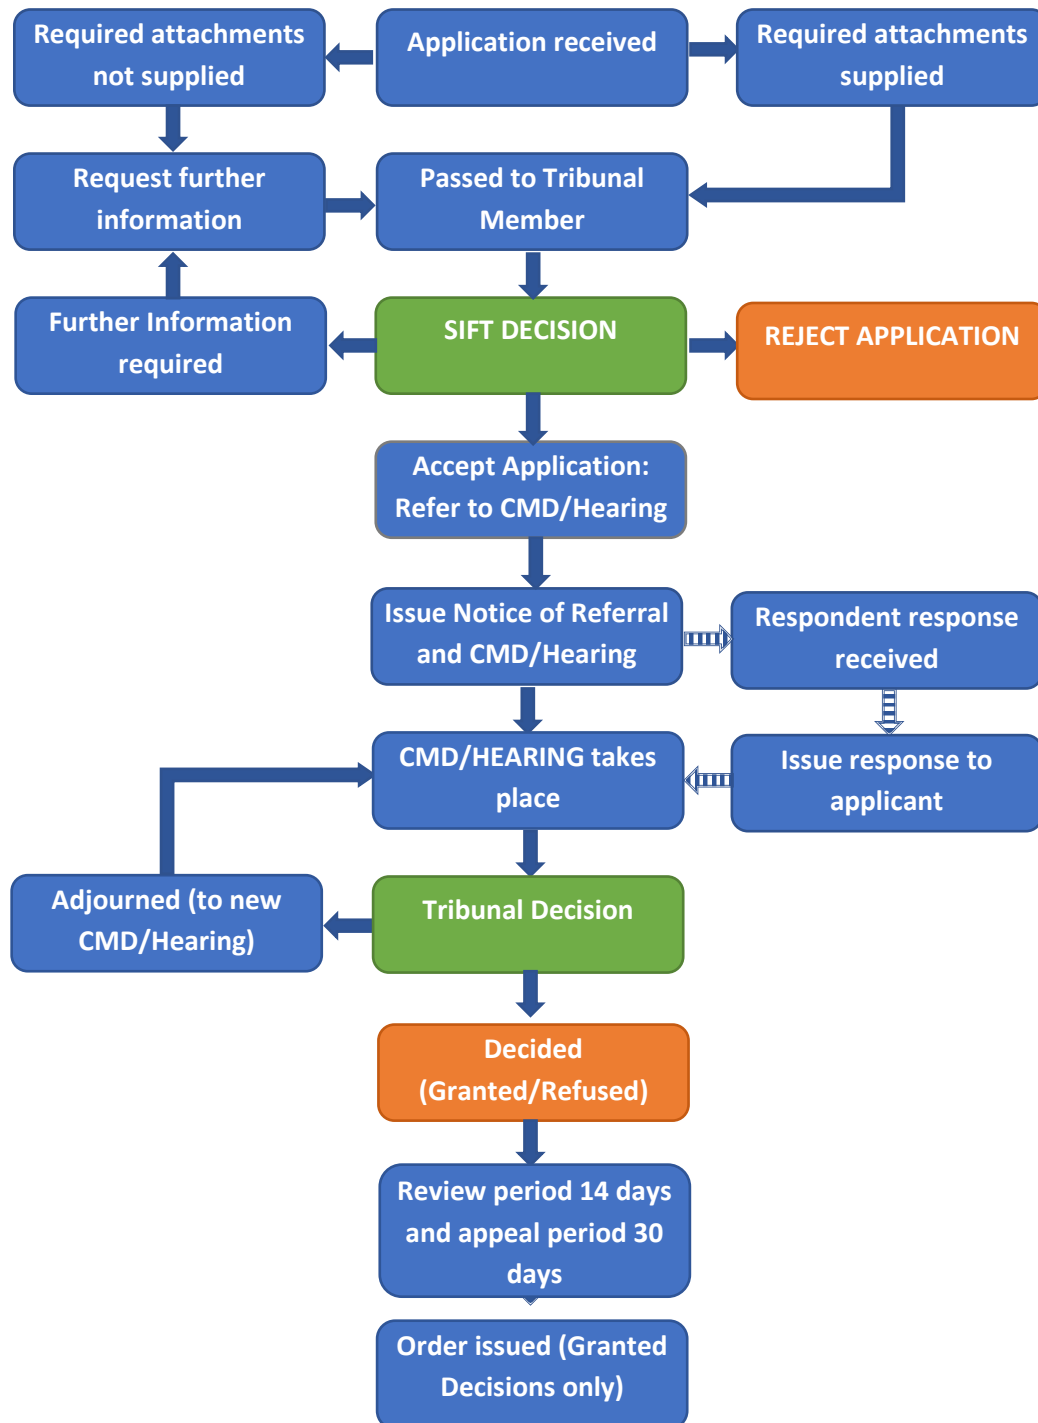 Required attachments
not supplied
Application received
Required attachments
supplied
Request further
information
Passed to Tribunal
Member
Further Information
required
SIFT DECISION
REJECT APPLICATION
Accept Application:
Refer to CMD/Hearing
Issue Notice of Referral
and CMD/Hearing
Respondent response
received
CMD/HEARING takes
place
Issue response to
applicant
Adjourned (to new
CMD/Hearing)
Tribunal Decision
Decided
(Granted/Refused)
Review period 14 days
and appeal period 30
days
Order issued (Granted
Decisions only)